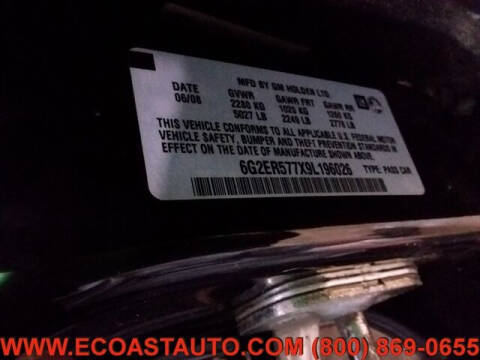 MFD BY GM HOLDEN LTD
DATE GVWR GAWR FRT GAWR RR
06/08 2280 KG 1020 KG 1260 KG
5027 LB 2249 LB 2778 LB
THIS VEHICLE CONFORMS TO ALL APPLICABLE U.S. FEDERAL MOTOR
VEHICLE SAFETY, BUMPER AND THEFT PREVENTION STANDARDS IN
EFFECT ON THE DATE OF MANUFACTURE SHOWN ABOVE.
6G2ER577X9L196026 TYPE: PASS CAR
WWW.ECOASTAUTO.COM (800) 869-0655